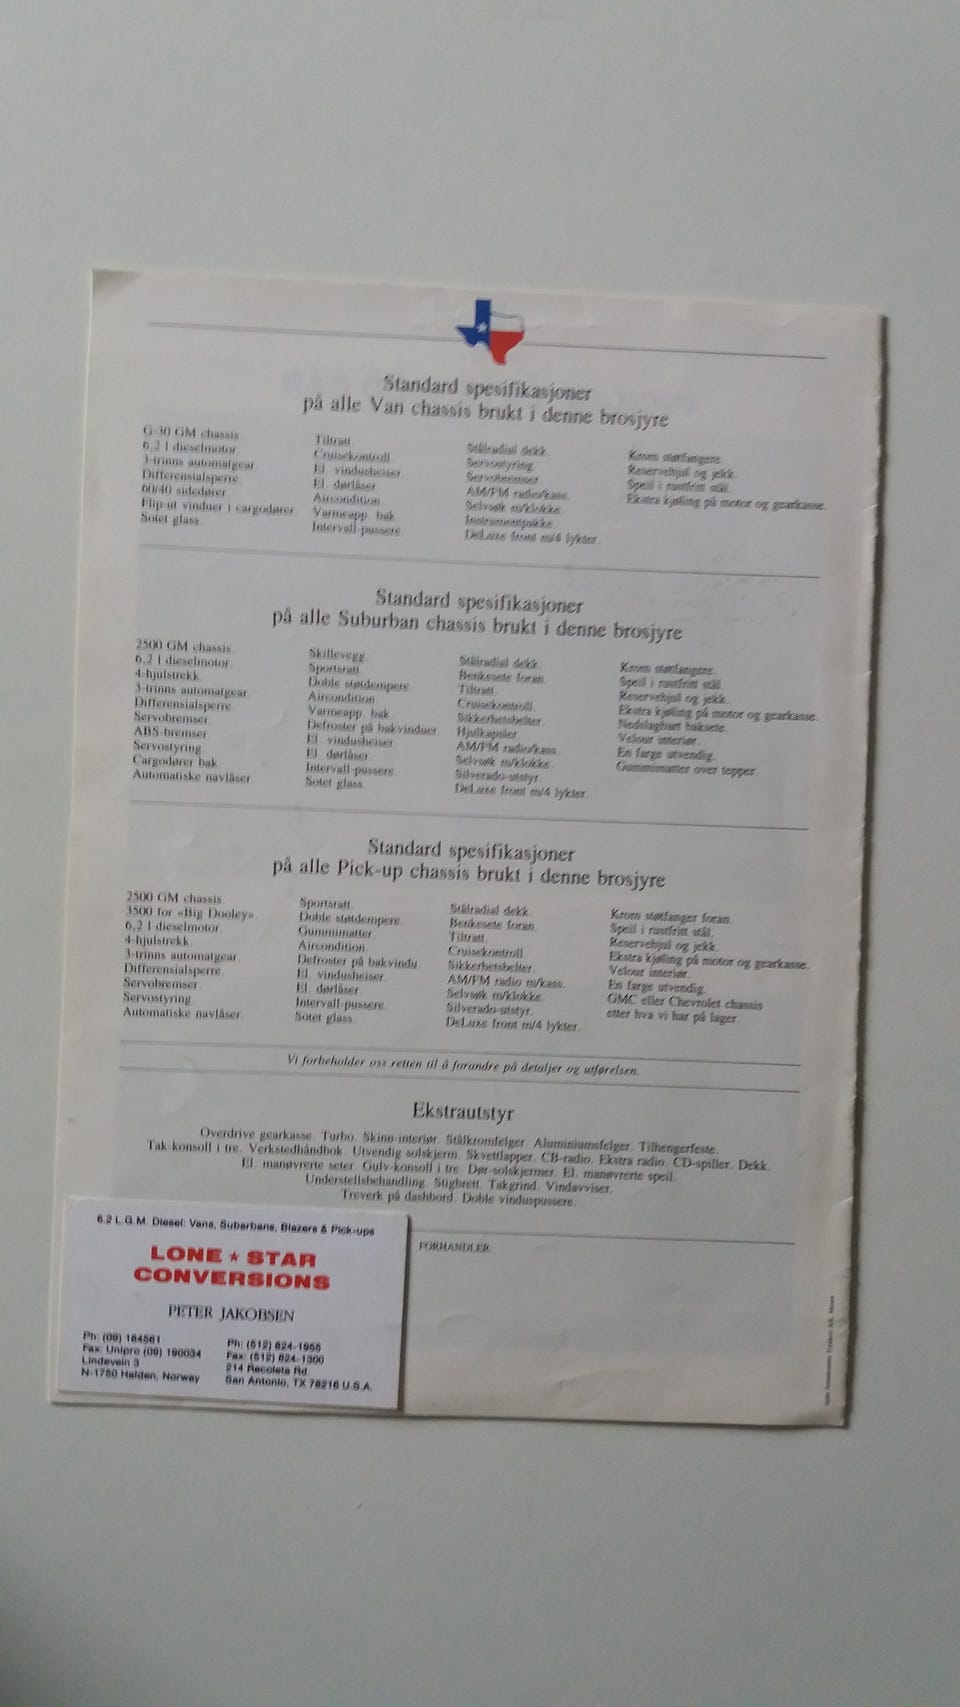 Standard spesifikasjoner
på alle Van chassis brukt i denne brosjyre
G-30 GM chassis.
6,2 l dieselmotor.
3-trinns automatgear
Differensialsperre.
60/40 sidedører.
Flip-ut vinduer i cargodører.
Sotet glass.
Tiltratt.
Cruisekontroll.
El. vindusheiser.
El. dørlåser.
Aircondition.
Varmeapp. bak.
Intervall-pussere.
Stålradial dekk.
Servostyring.
Servobremser.
AM/FM radio/kass.
Selvsøk m/klokke.
Instrumentpakke.
DeLuxe front m/4 lykter.
Krom støtfangere.
Reservehjul og jekk.
Speil i rustfritt stål.
Ekstra kjøling på motor og gearkasse.
Standard spesifikasjoner
på alle Suburban chassis brukt i denne brosjyre
2500 GM chassis.
6,2 l dieselmotor.
4-hjulstrekk.
3-trinns automatgear
Differensialsperre.
Servobremser.
ABS-bremser.
Servostyring.
Cargodører bak.
Automatiske navlåser.
Skillevegg.
Sportsratt.
Doble støtdempere.
Aircondition.
Varmeapp. bak.
Defroster på bakvinduer.
El. vindusheiser.
El. dørlåser.
Intervall-pussere.
Sotet glass.
Stålradial dekk.
Benkesete foran.
Tiltratt.
Cruisekontroll.
Sikkerhetsbelter.
Hjulkapsler.
AM/FM radio/kass.
Selvsøk m/klokke.
Silverado-utstyr.
DeLuxe front m/4 lykter.
Krom støtfangere.
Speil i rustfritt stål.
Reservehjul og jekk.
Ekstra kjøling på motor og gearkasse.
Nedslagbart baksete.
Velour interiør.
En farge utvendig.
Gummimatter over tepper.
Standard spesifikasjoner
på alle Pick-up chassis brukt i denne brosjyre
2500 GM chassis.
3500 for «Big Dooley».
6,2 l dieselmotor.
4-hjulstrekk.
3-trinns automatgear.
Differensialsperre.
Servobremser.
Servostyring.
Automatiske navlåser.
Sportsratt.
Doble støtdempere.
Gummimatter.
Aircondition.
Defroster på bakvindu.
El. vindusheiser.
El. dørlåser.
Intervall-pussere.
Sotet glass.
Stålradial dekk.
Benkesete foran.
Tiltratt.
Cruisekontroll.
Sikkerhetsbelter.
AM/FM radio m/kass.
Selvsøk m/klokke.
Silverado-utstyr.
DeLuxe front m/4 lykter.
Krom støtfanger foran.
Speil i rustfritt stål.
Reservehjul og jekk.
Ekstra kjøling på motor og gearkasse.
Velour interiør.
En farge utvendig.
GMC eller Chevrolet chassis
etter hva vi har på lager.
Vi forbeholder oss retten til å forandre på detaljer og utførelsen.
Ekstrautstyr
Overdrive gearkasse. Turbo. Skinn-interiør. Stålkromfelger. Aluminiumsfelger. Tilhengerfeste.
Tak-konsoll i tre. Verkstedhåndbok. Utvendig solskjerm. Skvettlapper. CB-radio. Ekstra radio. CD-spiller. Dekk.
El. manøvrerte seter. Gulv-konsoll i tre. Dør-solskjermer. El. manøvrerte speil.
Understellsbehandling. Stigbrett. Takgrind. Vindavviser.
Treverk på dashbord. Doble vinduspussere.
FORHANDLER:
6.2 L.G.M. Diesel: Vans, Suburbans, Blazers & Pick-ups
LONE ★ STAR
CONVERSIONS
PETER JAKOBSEN
Ph: (09) 184561
Fax: Unipro (09) 190034
Lindevein 3
N-1750 Halden, Norway
Ph: (512) 824-1955
Fax: (512) 824-1300
214 Recoleta Rd.
San Antonio, TX 78216 U.S.A.